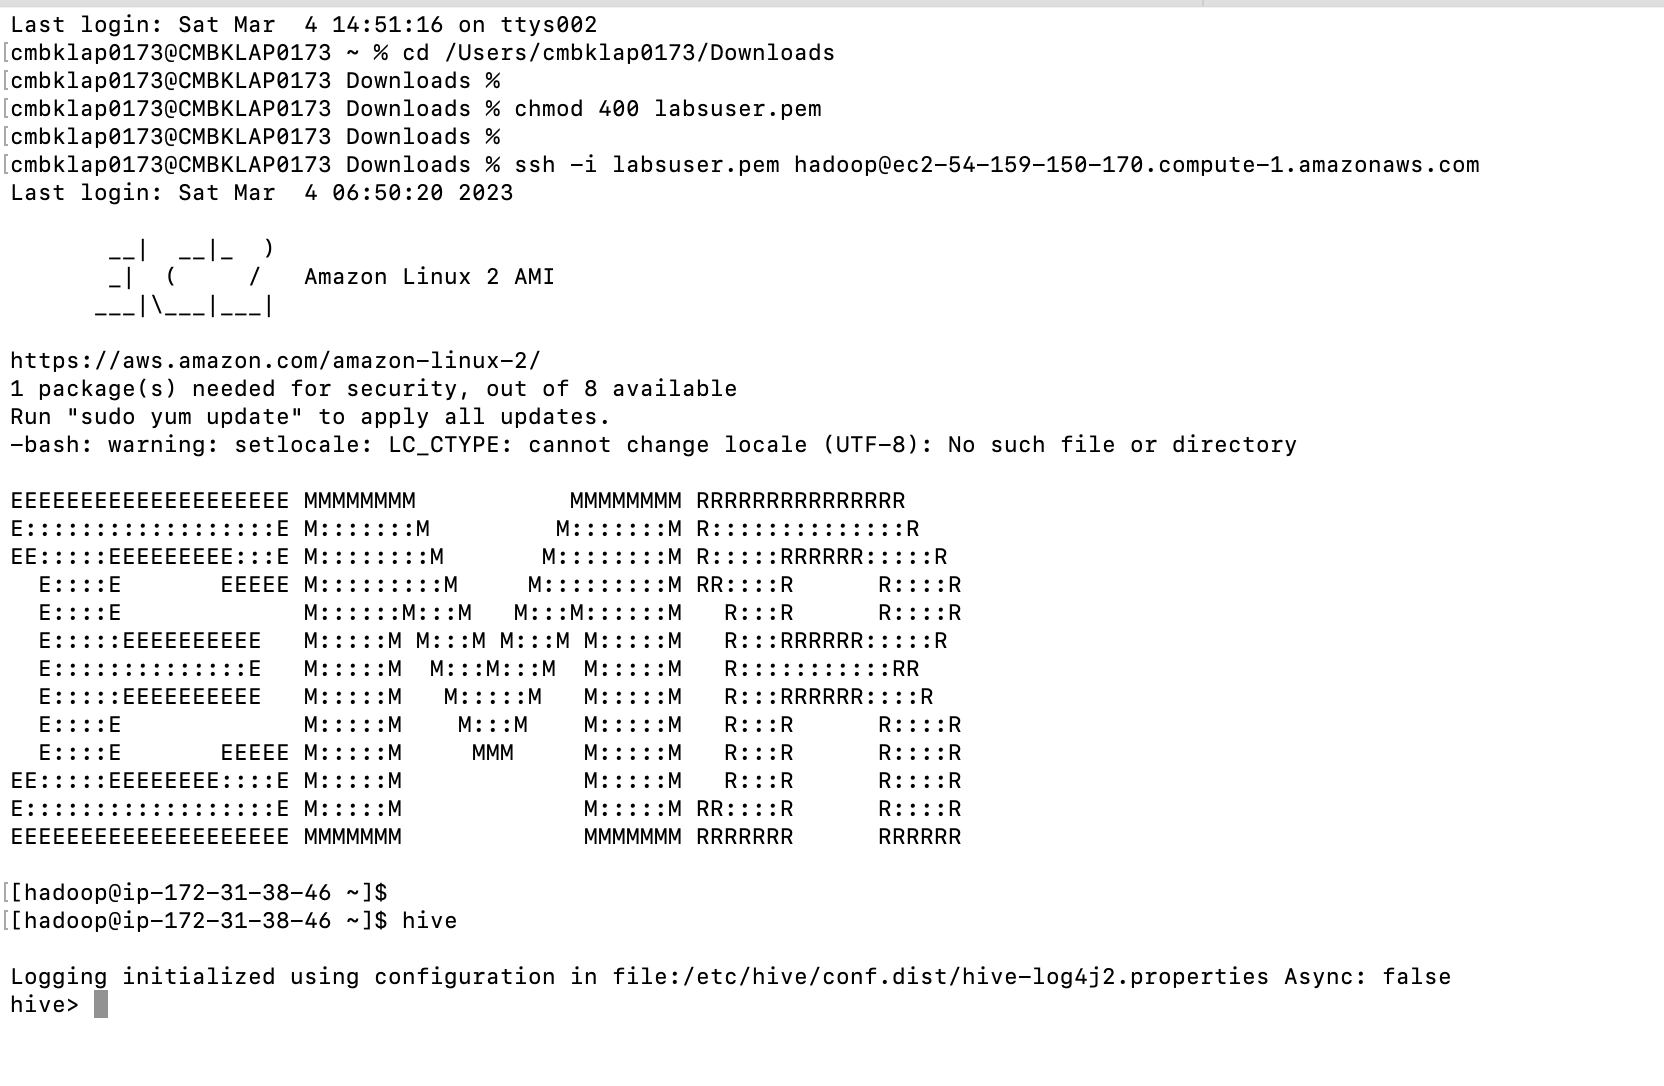 Last login: Sat Mar  4 14:51:16 on ttys002
[cmbklap0173@CMBKLAP0173 ~ % cd /Users/cmbklap0173/Downloads
[cmbklap0173@CMBKLAP0173 Downloads %
[cmbklap0173@CMBKLAP0173 Downloads % chmod 400 labsuser.pem
[cmbklap0173@CMBKLAP0173 Downloads %
[cmbklap0173@CMBKLAP0173 Downloads % ssh -i labsuser.pem hadoop@ec2-54-159-150-170.compute-1.amazonaws.com
Last login: Sat Mar  4 06:50:20 2023

       __|  __|_  )
       _|  (     /   Amazon Linux 2 AMI
      ___|\___|___|

https://aws.amazon.com/amazon-linux-2/
1 package(s) needed for security, out of 8 available
Run "sudo yum update" to apply all updates.
-bash: warning: setlocale: LC_CTYPE: cannot change locale (UTF-8): No such file or directory

EEEEEEEEEEEEEEEEEEEE MMMMMMMM           MMMMMMMM RRRRRRRRRRRRRRR
E::::::::::::::::::E M:::::::M         M:::::::M R::::::::::::::R
EE:::::EEEEEEEEE:::E M::::::::M       M::::::::M R:::::RRRRRR:::::R
  E::::E       EEEEE M:::::::::M     M:::::::::M RR::::R      R::::R
  E::::E             M::::::M:::M   M:::M::::::M   R:::R      R::::R
  E:::::EEEEEEEEEE   M:::::M M:::M M:::M M:::::M   R:::RRRRRR:::::R
  E::::::::::::::E   M:::::M  M:::M:::M  M:::::M   R:::::::::::RR
  E:::::EEEEEEEEEE   M:::::M   M:::::M   M:::::M   R:::RRRRRR::::R
  E::::E             M:::::M    M:::M    M:::::M   R:::R      R::::R
  E::::E       EEEEE M:::::M     MMM     M:::::M   R:::R      R::::R
EE:::::EEEEEEEE::::E M:::::M             M:::::M   R:::R      R::::R
E::::::::::::::::::E M:::::M             M:::::M RR::::R      R::::R
EEEEEEEEEEEEEEEEEEEE MMMMMMM             MMMMMMM RRRRRRR      RRRRRR

[[hadoop@ip-172-31-38-46 ~]$
[[hadoop@ip-172-31-38-46 ~]$ hive

Logging initialized using configuration in file:/etc/hive/conf.dist/hive-log4j2.properties Async: false
hive>